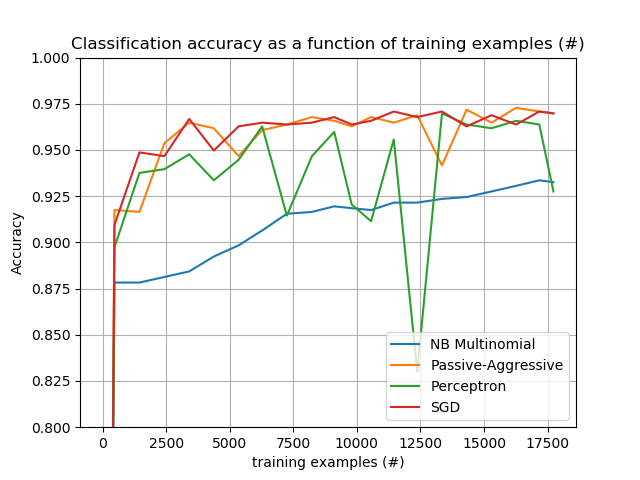 Classification accuracy as a function of training examples (#)
1.000
0.975
0.950
0.925
0.900
0.875
0.850
0.825
0.800
Accuracy
NB Multinomial
Passive-Aggressive
Perceptron
SGD
0 2500 5000 7500 10000 12500 15000 17500
training examples (#)